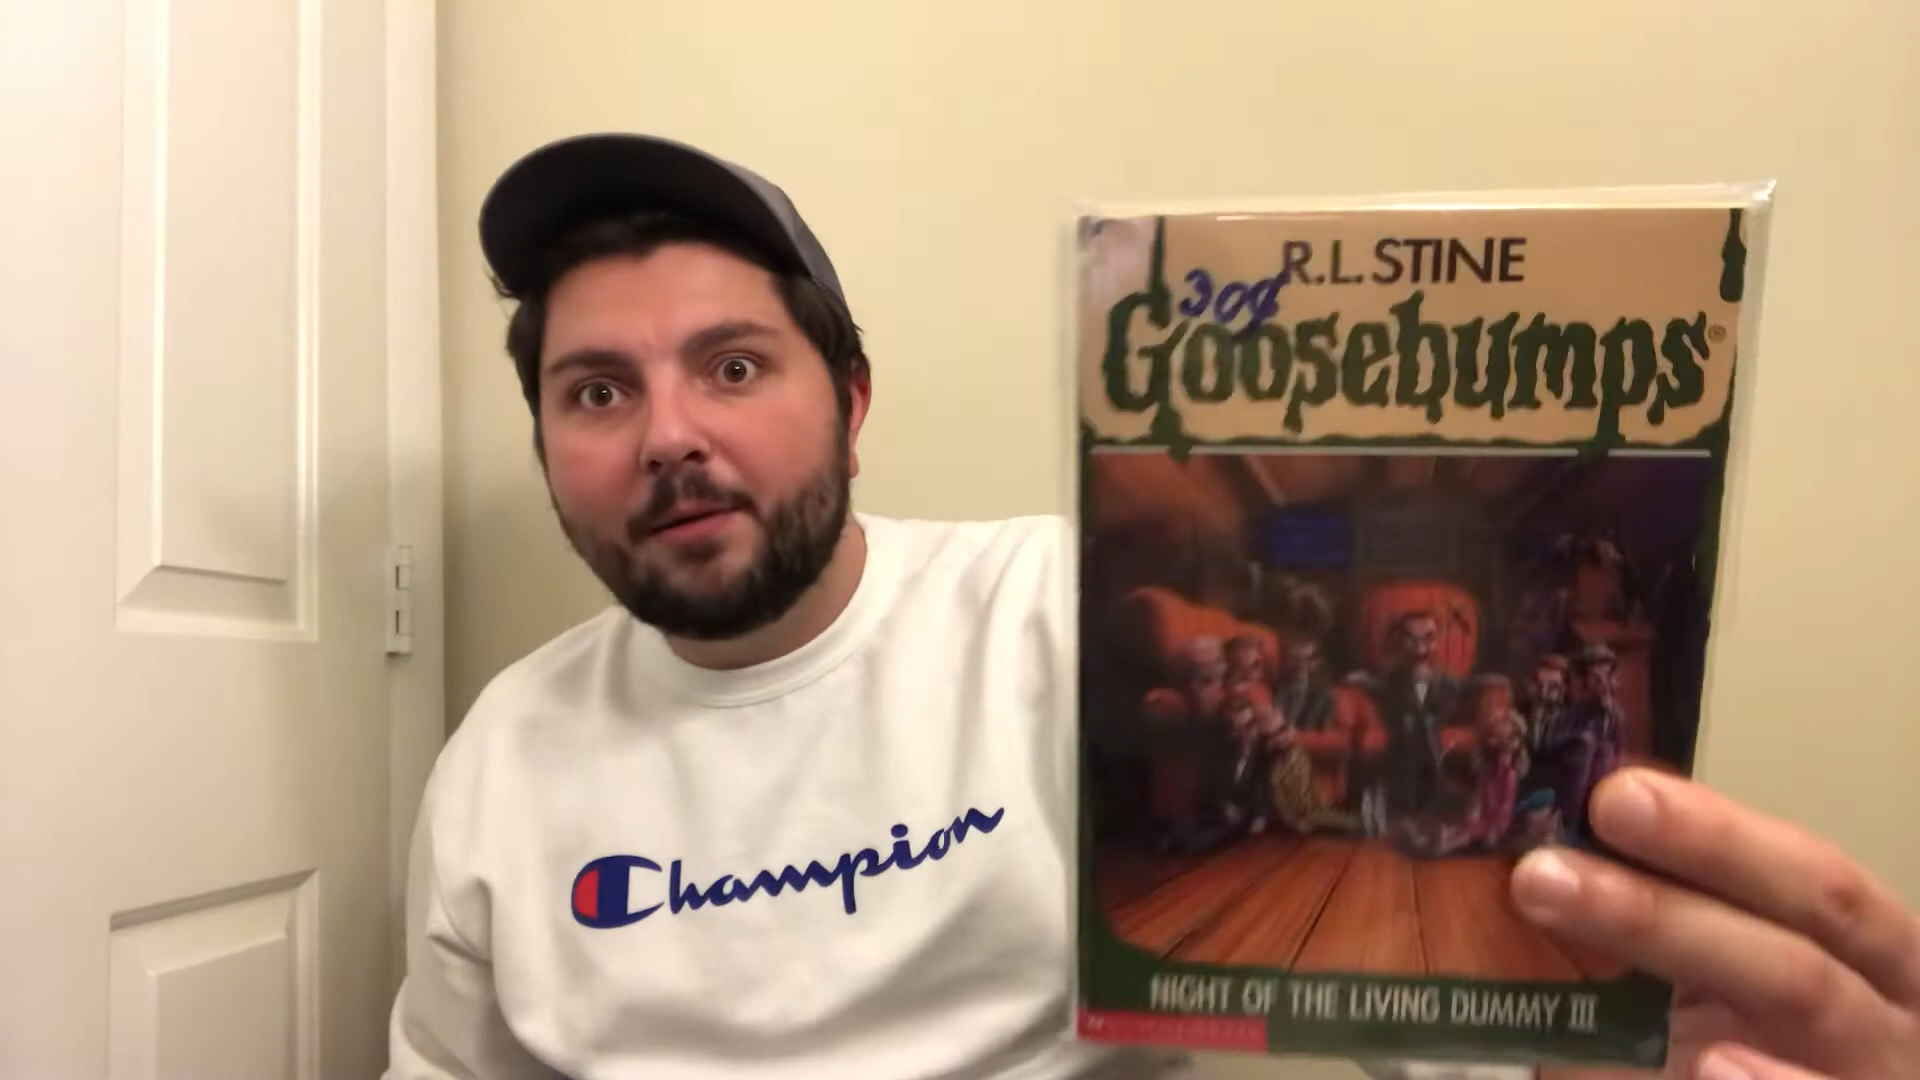 R.L. STINE
30¢
Goosebumps®
NIGHT OF THE LIVING DUMMY III
Champion